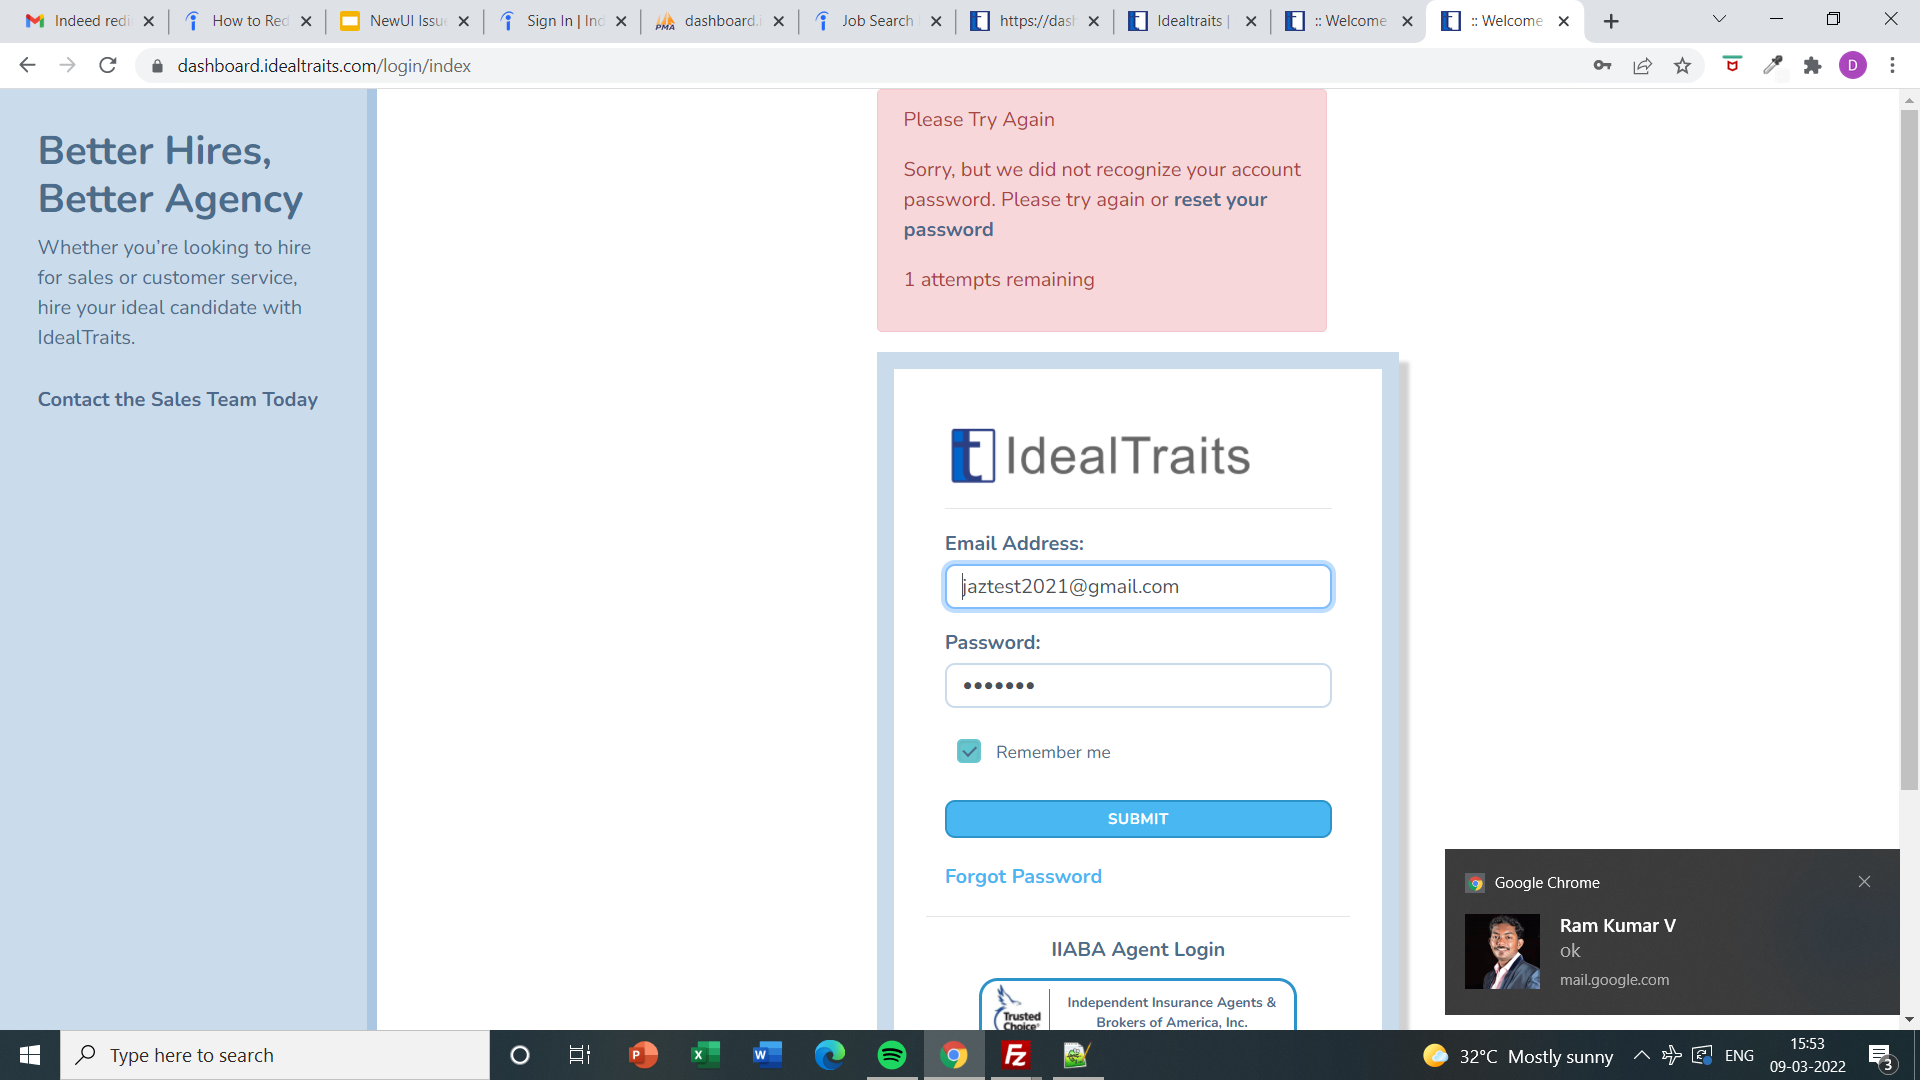 Indeed redi
How to Red
NewUI Issue
Sign In | Ind
dashboard.i
Job Search
https://dash
Idealtraits |
:: Welcome
:: Welcome
dashboard.idealtraits.com/login/index
D
Better Hires,
Better Agency
Whether you’re looking to hire
for sales or customer service,
hire your ideal candidate with
IdealTraits.
Contact the Sales Team Today
Please Try Again
Sorry, but we did not recognize your account
password. Please try again or reset your
password
1 attempts remaining
t IdealTraits
Email Address:
jaztest2021@gmail.com
Password:
•••••••
Remember me
SUBMIT
Forgot Password
IIABA Agent Login
Trusted
Choice
Independent Insurance Agents &
Brokers of America, Inc.
Google Chrome
Ram Kumar V
ok
mail.google.com
Type here to search
32°C Mostly sunny
ENG
15:53
09-03-2022
3